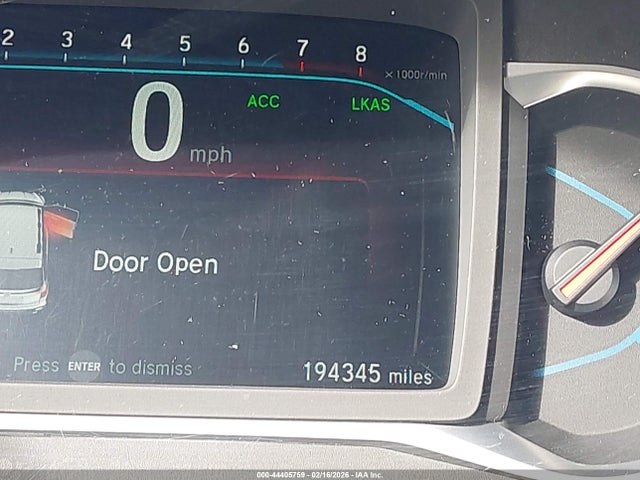 2 3 4 5 6 7 8
×1000r/min
ACC LKAS
0 mph
Door Open
Press ENTER to dismiss
194345 miles
000-44405759 - 02/16/2026 - IAA Inc.